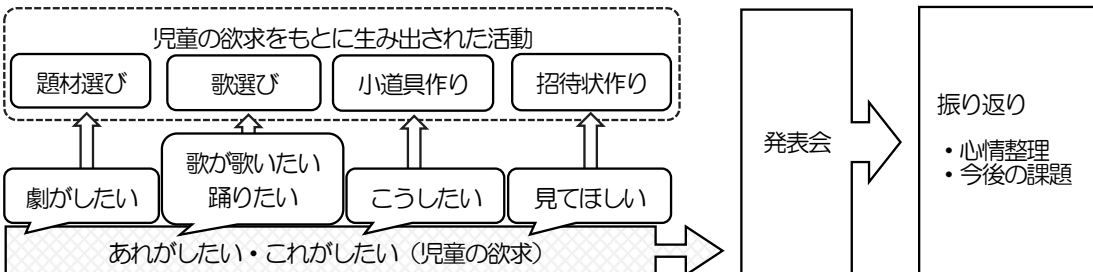 児童の欲求をもとに生み出された活動
題材選び
歌選び
小道具作り
招待状作り
劇がしたい
歌が歌いたい
踊りたい
こうしたい
見てほしい
あれがしたい・これがしたい（児童の欲求）
発表会
振り返り
・心情整理
・今後の課題